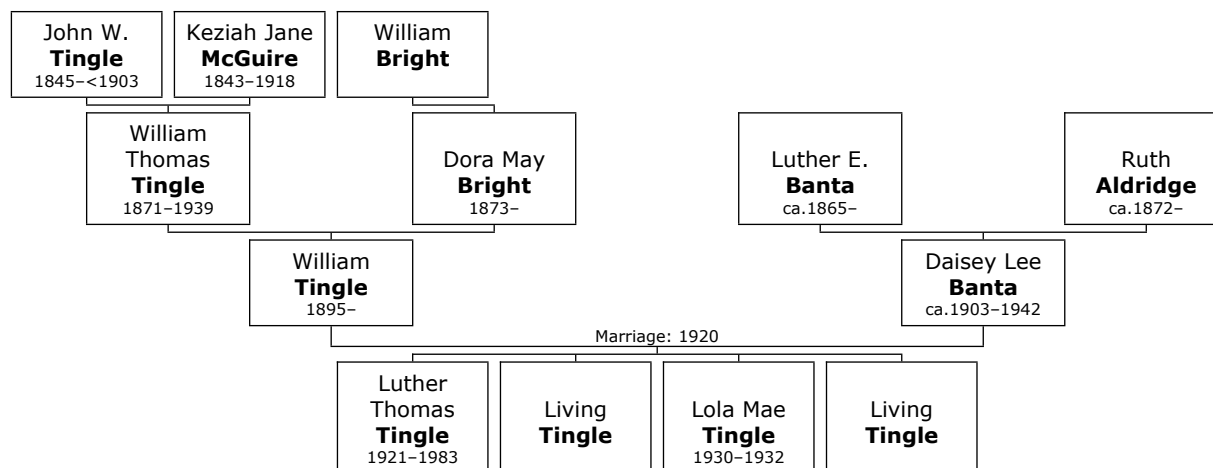 John W.
Tingle
1845–<1903
Keziah Jane
McGuire
1843–1918
William
Bright
William
Thomas
Tingle
1871–1939
Dora May
Bright
1873–
Luther E.
Banta
ca.1865–
Ruth
Aldridge
ca.1872–
William
Tingle
1895–
Daisey Lee
Banta
ca.1903–1942
Marriage: 1920
Luther
Thomas
Tingle
1921–1983
Living
Tingle
Lola Mae
Tingle
1930–1932
Living
Tingle